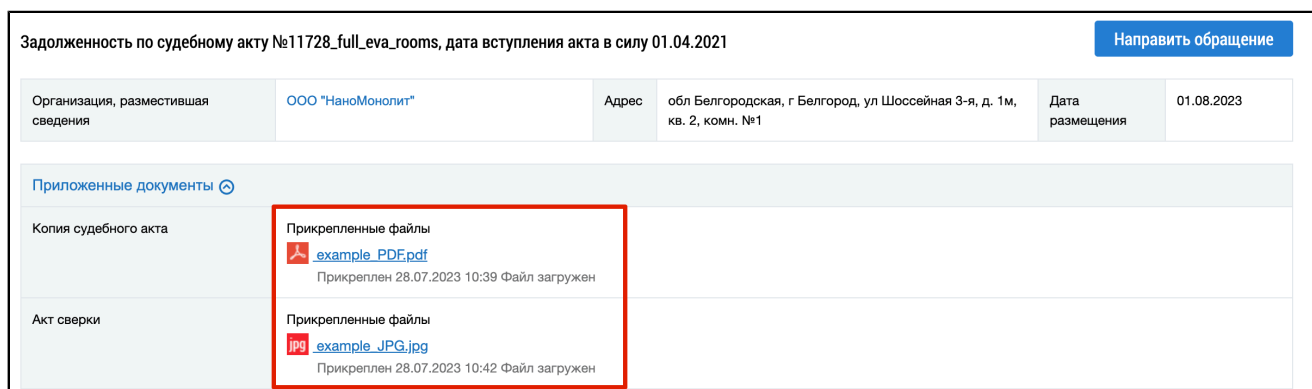 Задолженность по судебному акту №11728_full_eva_rooms, дата вступления акта в силу 01.04.2021
Направить обращение
Организация, разместившая
сведения
ООО "НаноМонолит"
Адрес
обл Белгородская, г Белгород, ул Шоссейная 3-я, д. 1м,
кв. 2, комн. №1
Дата
размещения
01.08.2023
Приложенные документы
Копия судебного акта
Прикрепленные файлы
example_PDF.pdf
Прикреплен 28.07.2023 10:39 Файл загружен
Акт сверки
Прикрепленные файлы
jpg example_JPG.jpg
Прикреплен 28.07.2023 10:42 Файл загружен